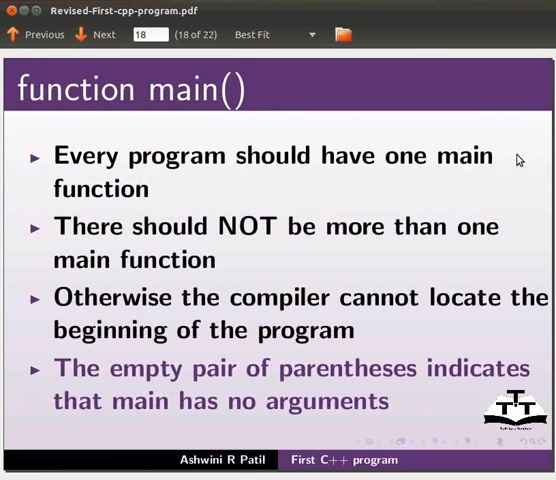 Revised-First-cpp-program.pdf
Previous Next 18 (18 of 22) Best Fit
function main()
Every program should have one main
function
There should NOT be more than one
main function
Otherwise the compiler cannot locate the
beginning of the program
The empty pair of parentheses indicates
that main has no arguments
Ashwini R Patil First C++ program